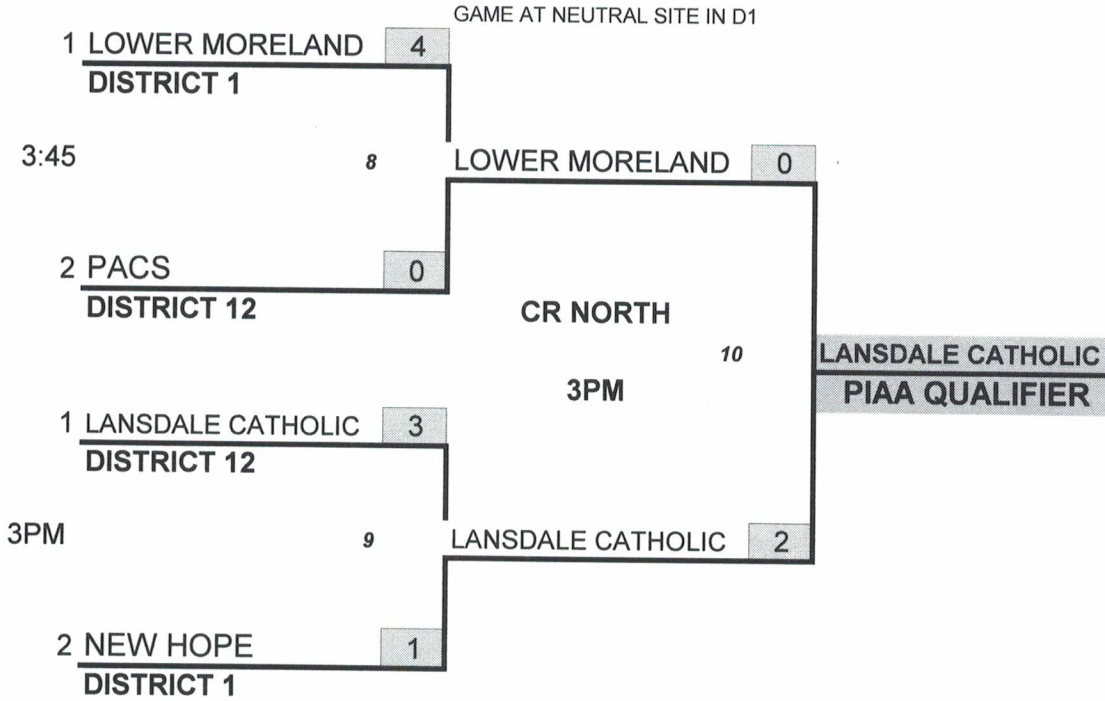 GAME AT NEUTRAL SITE IN D1
1 LOWER MORELAND 4
DISTRICT 1
3:45
8
LOWER MORELAND 0
2 PACS 0
DISTRICT 12
CR NORTH
10
3PM
LANSDALE CATHOLIC
PIAA QUALIFIER
1 LANSDALE CATHOLIC 3
DISTRICT 12
3PM
9
LANSDALE CATHOLIC 2
2 NEW HOPE 1
DISTRICT 1